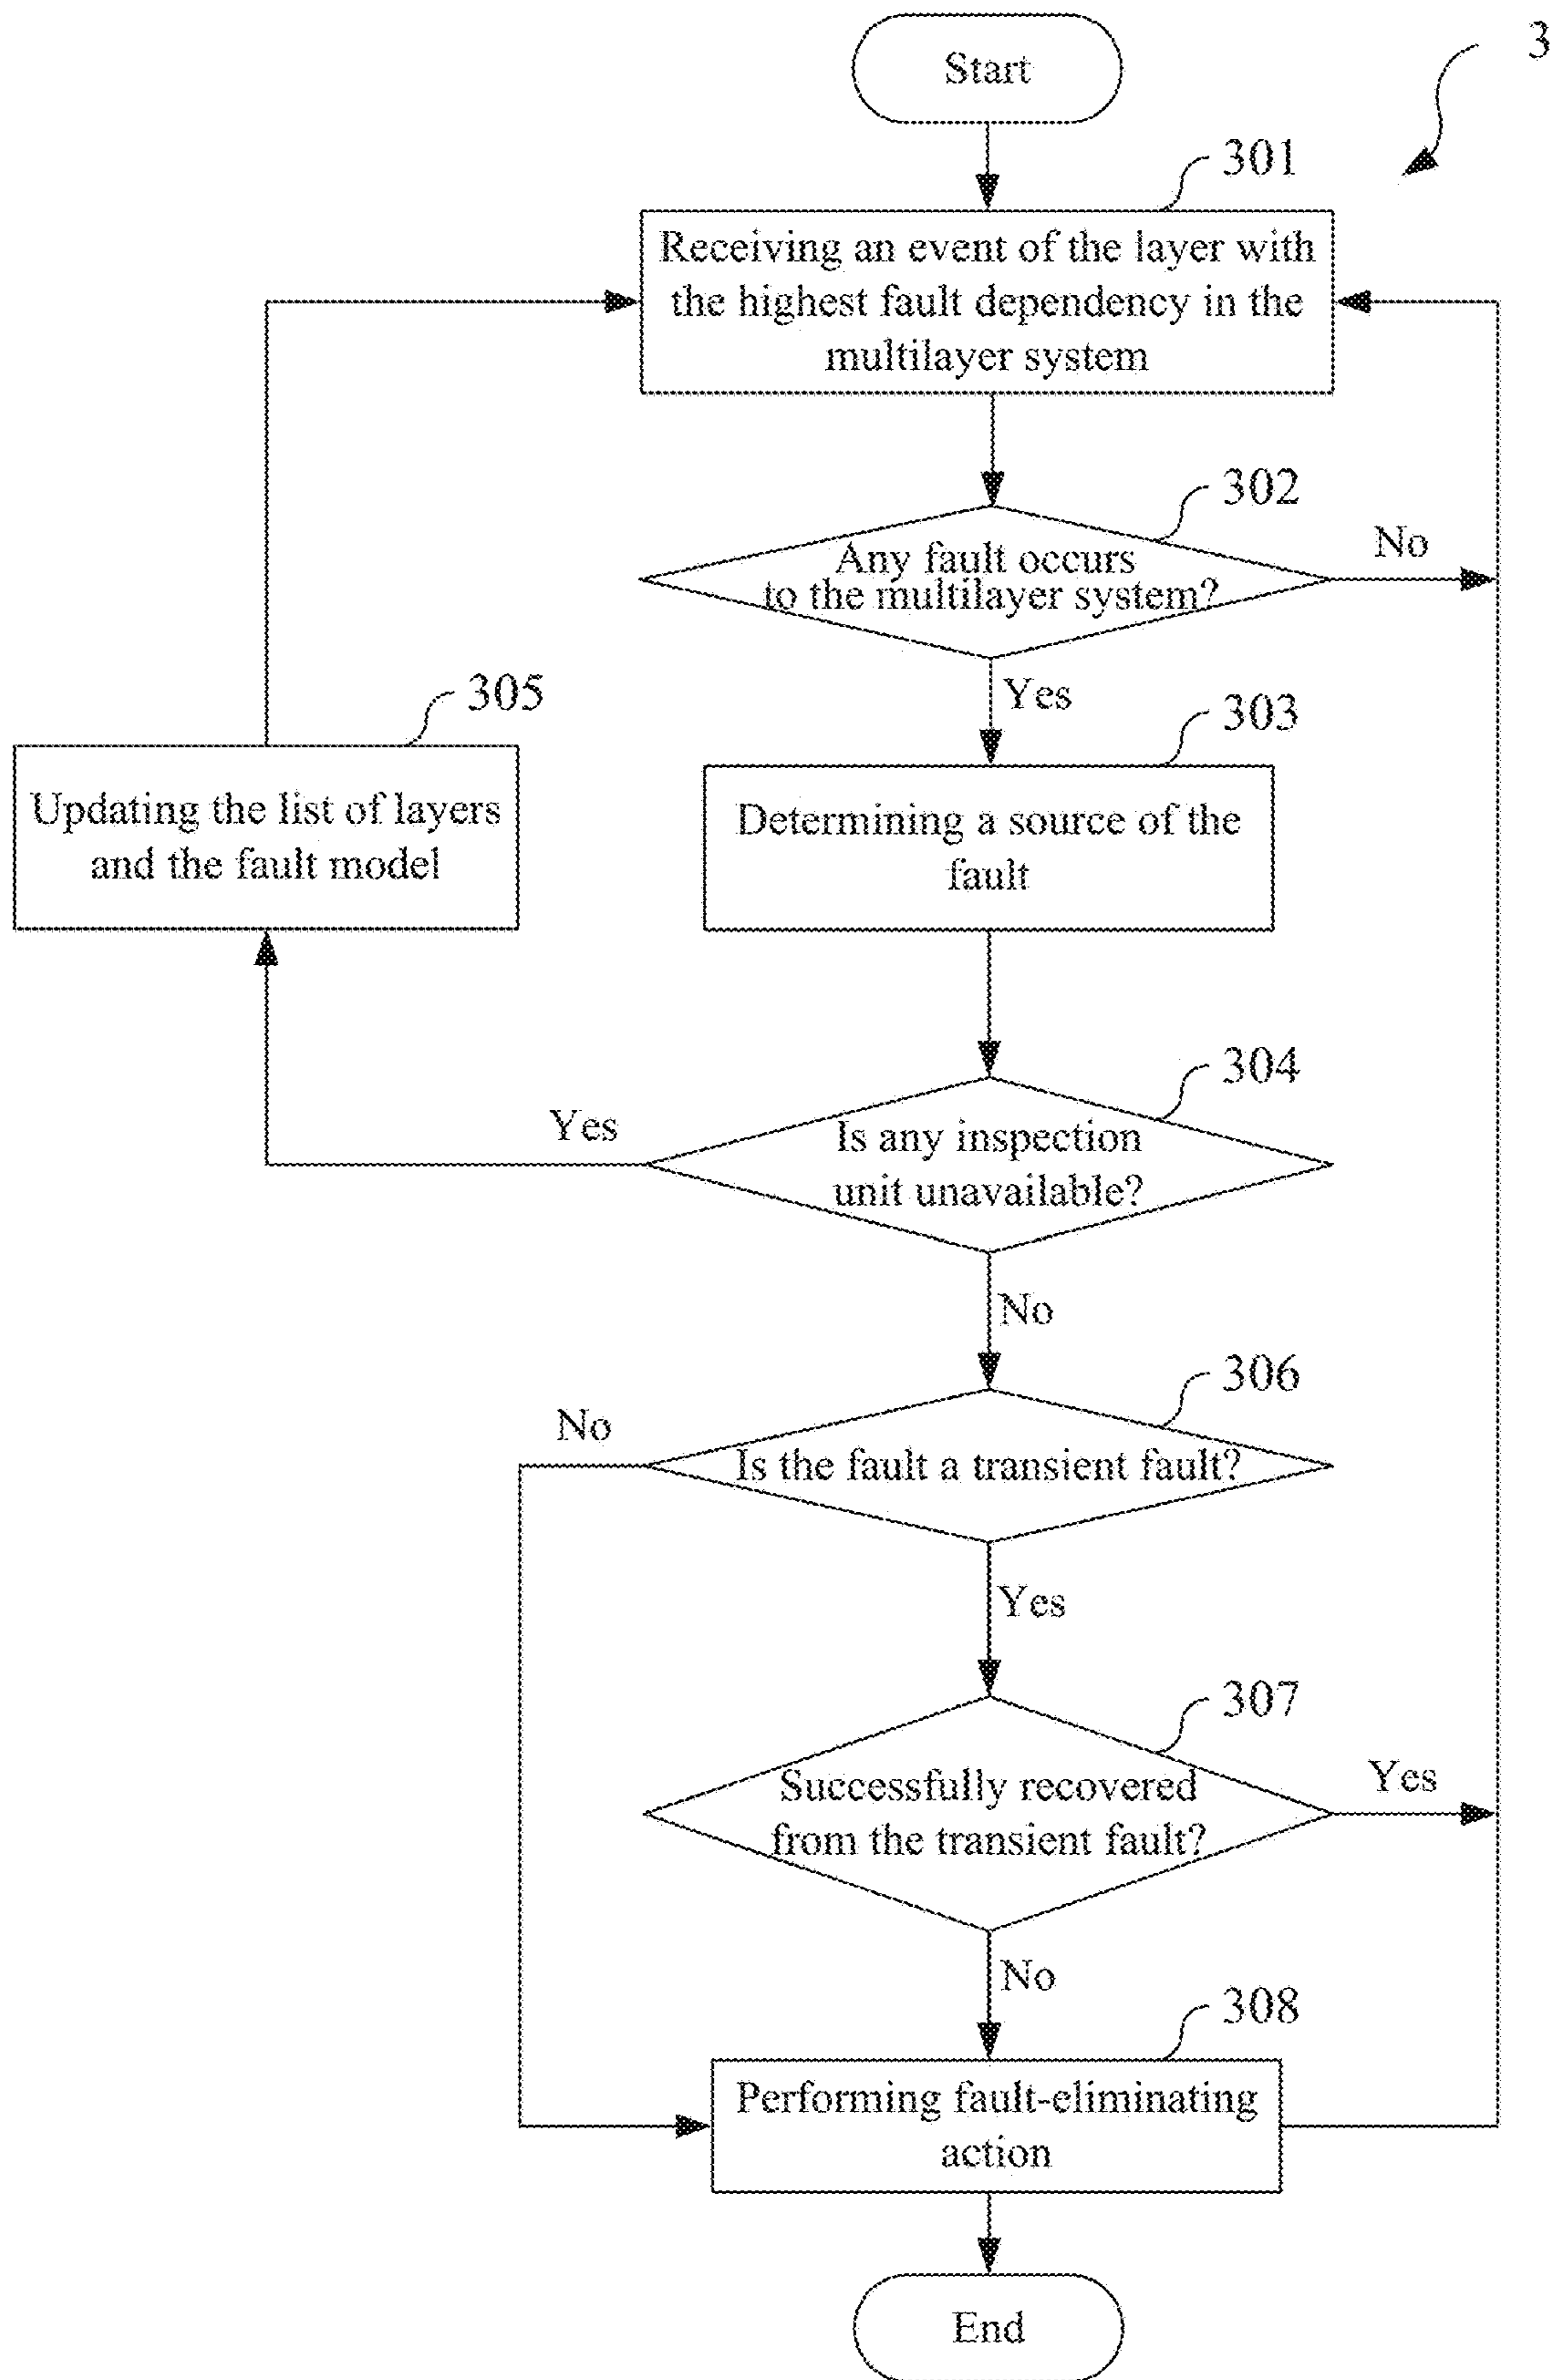 Start
3
301
Receiving an event of the layer with
the highest fault dependency in the
multilayer system
302
Any fault occurs
to the multilayer system?
No
Yes
305
Updating the list of layers
and the fault model
303
Determining a source of the
fault
304
Is any inspection
unit unavailable?
Yes
No
306
Is the fault a transient fault?
No
Yes
307
Successfully recovered
from the transient fault?
Yes
No
308
Performing fault-eliminating
action
End